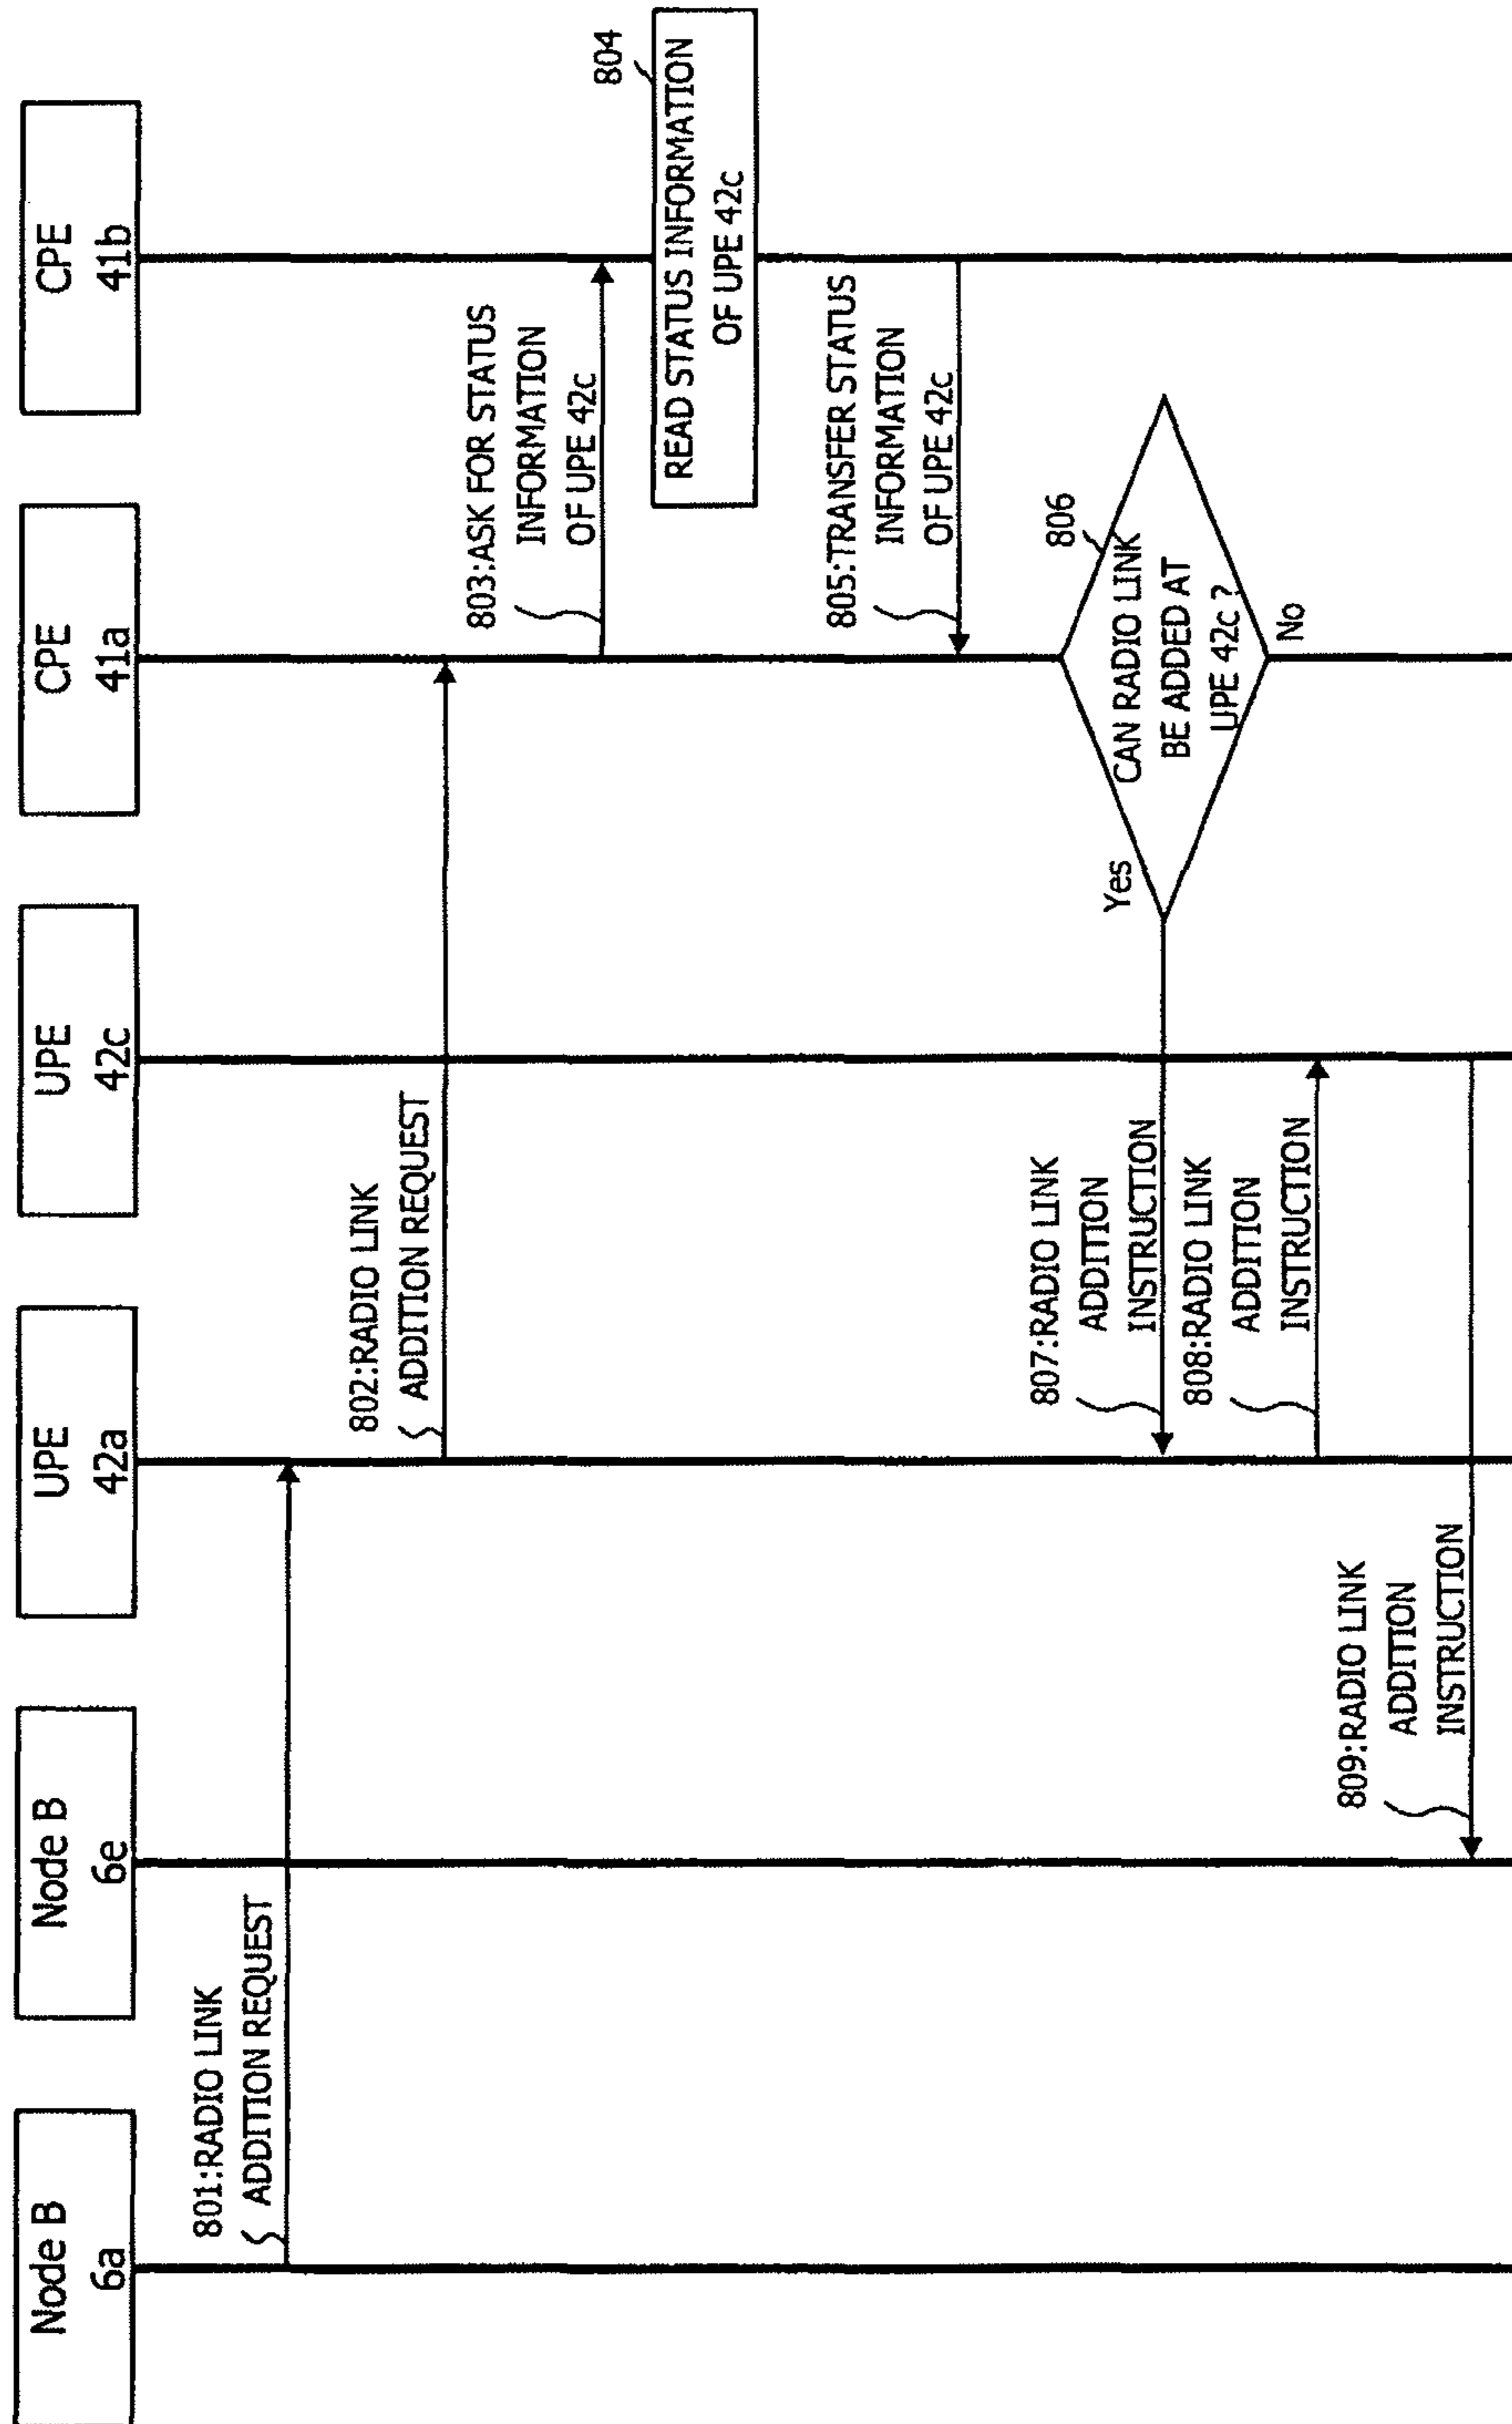 Node B
6a
Node B
6e
UPE
42a
UPE
42c
CPE
41a
CPE
41b
801:RADIO LINK
ADDITION REQUEST
802:RADIO LINK
ADDITION REQUEST
803:ASK FOR STATUS
INFORMATION
OF UPE 42c
804
READ STATUS INFORMATION
OF UPE 42c
805:TRANSFER STATUS
INFORMATION
OF UPE 42c
806
CAN RADIO LINK
BE ADDED AT
UPE 42c ?
Yes
No
807:RADIO LINK
ADDITION
INSTRUCTION
808:RADIO LINK
ADDITION
INSTRUCTION
809:RADIO LINK
ADDITION
INSTRUCTION